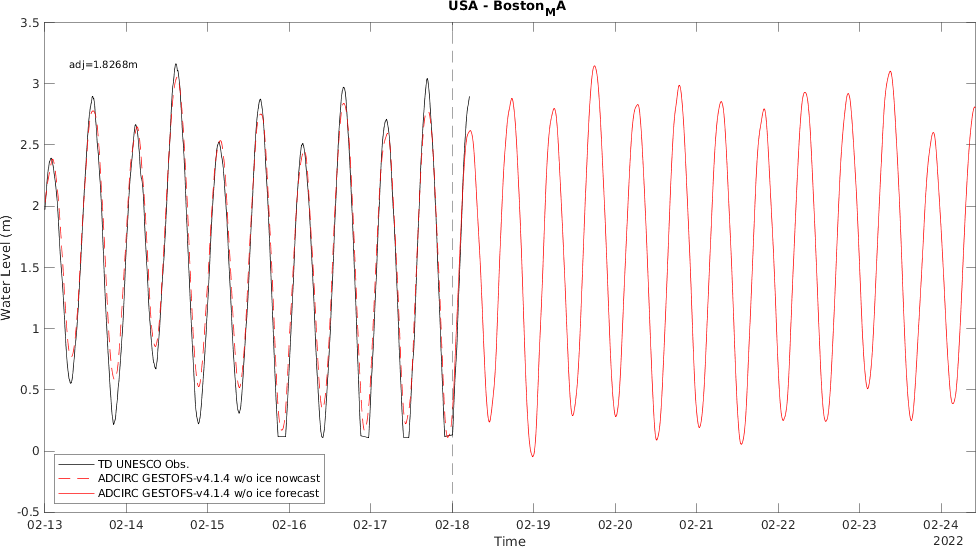 USA - Boston_MA
3.5
adj=1.8268m
3
2.5
2
1.5
1
0.5
0
-0.5
Water Level (m)
TD UNESCO Obs.
ADCIRC GESTOFS-v4.1.4 w/o ice nowcast
ADCIRC GESTOFS-v4.1.4 w/o ice forecast
02-13 02-14 02-15 02-16 02-17 02-18 02-19 02-20 02-21 02-22 02-23 02-24
Time
2022